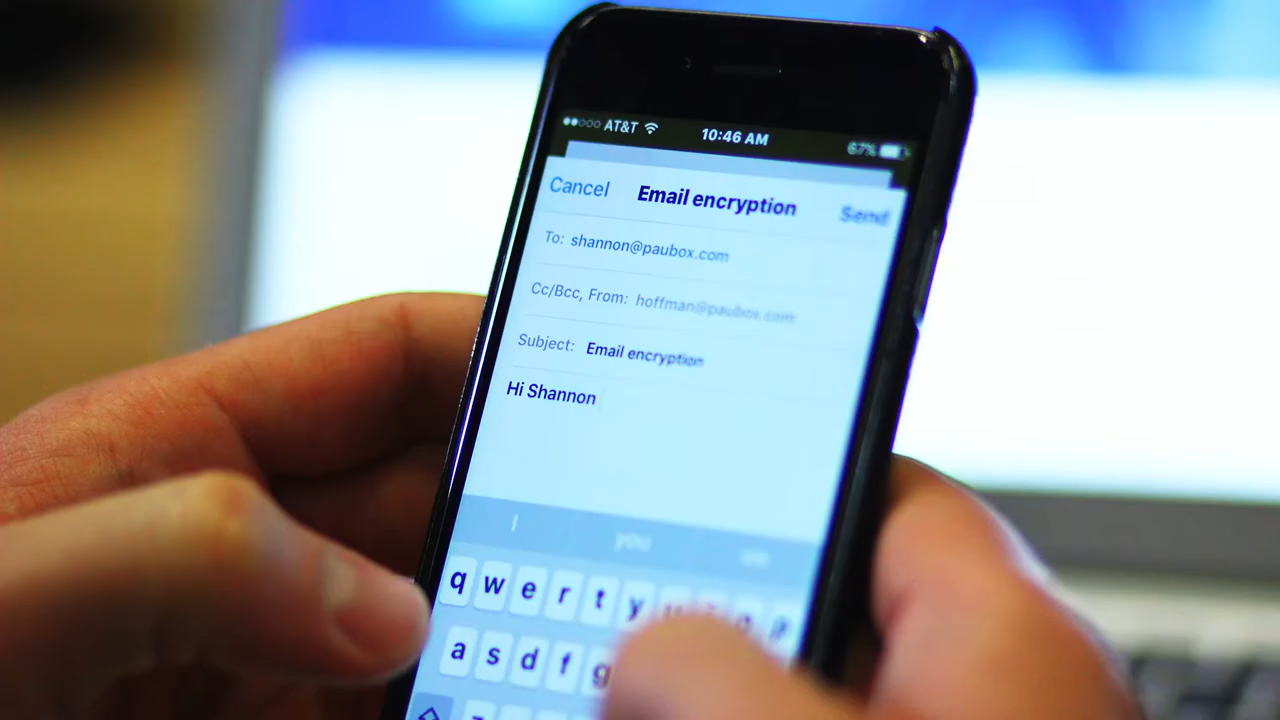 AT&T 10:46 AM 67%
Cancel Email encryption Send
To: shannon@paubox.com
Cc/Bcc, From: hoffman@paubox.com
Subject: Email encryption
Hi Shannon
I you
q w e r t y
a s d f g